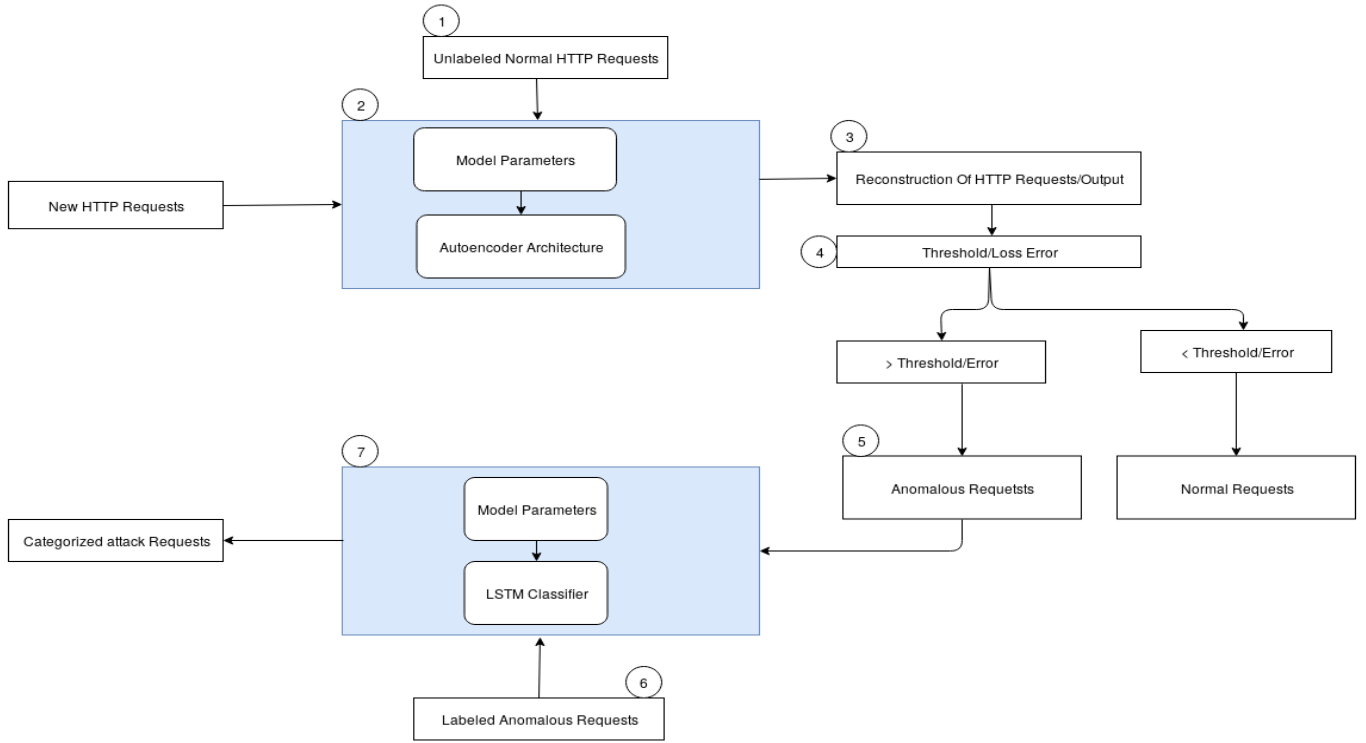 1
Unlabeled Normal HTTP Requests
2
Model Parameters
3
Reconstruction Of HTTP Requests/Output
New HTTP Requests
Autoencoder Architecture
4
Threshold/Loss Error
> Threshold/Error
< Threshold/Error
5
Anomalous Requetsts
Normal Requests
7
Model Parameters
Categorized attack Requests
LSTM Classifier
6
Labeled Anomalous Requests